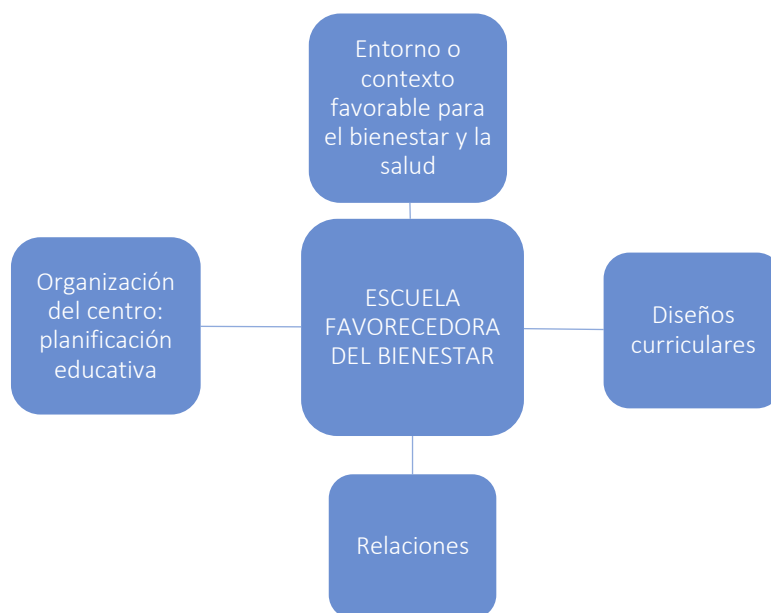 Entorno o
contexto
favorable para
el bienestar y la
salud
Organización
del centro:
planificación
educativa
ESCUELA
FAVORECEDORA
DEL BIENESTAR
Diseños
curriculares
Relaciones